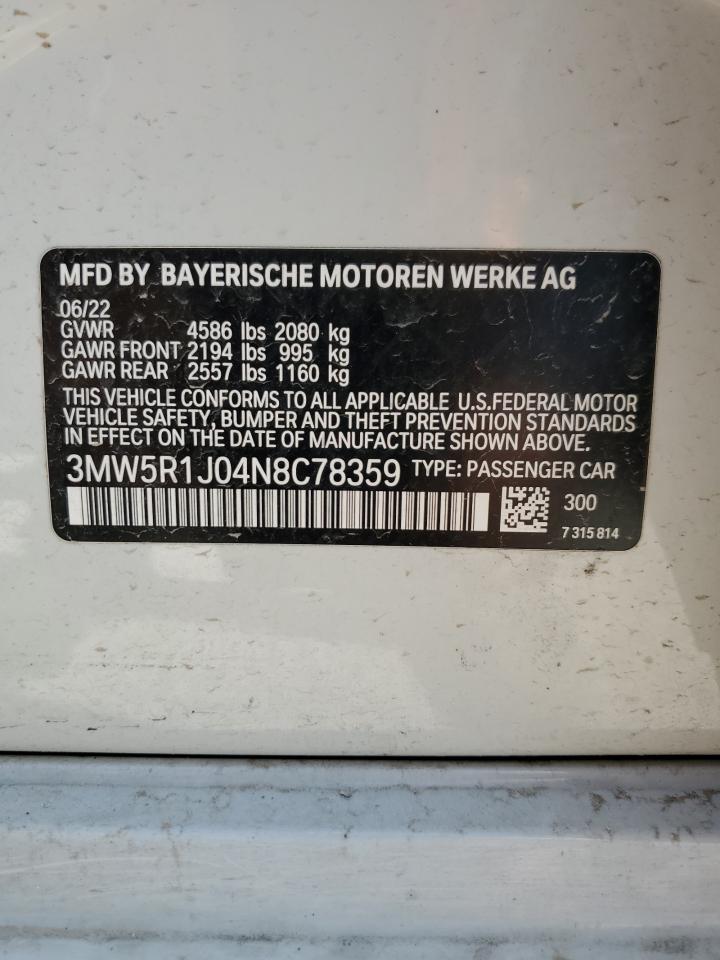 MFD BY BAYERISCHE MOTOREN WERKE AG
06/22
GVWR 4586 lbs 2080 kg
GAWR FRONT 2194 lbs 995 kg
GAWR REAR 2557 lbs 1160 kg
THIS VEHICLE CONFORMS TO ALL APPLICABLE U.S.FEDERAL MOTOR
VEHICLE SAFETY, BUMPER AND THEFT PREVENTION STANDARDS
IN EFFECT ON THE DATE OF MANUFACTURE SHOWN ABOVE.
3MW5R1J04N8C78359 TYPE: PASSENGER CAR
300
7 315 814